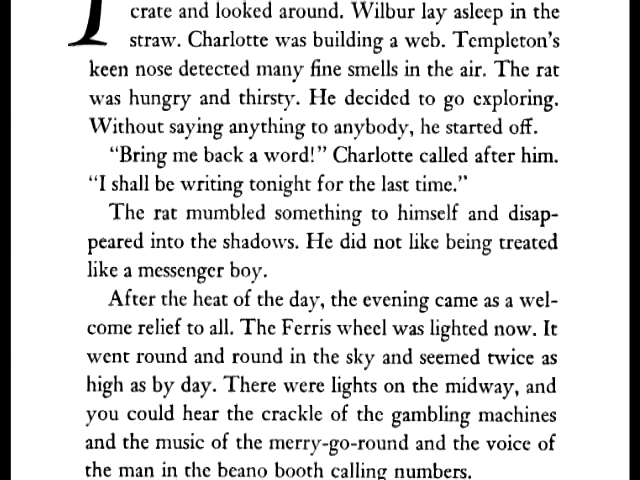 crate and looked around. Wilbur lay asleep in the
straw. Charlotte was building a web. Templeton's
keen nose detected many fine smells in the air. The rat
was hungry and thirsty. He decided to go exploring.
Without saying anything to anybody, he started off.
"Bring me back a word!" Charlotte called after him.
"I shall be writing tonight for the last time."
The rat mumbled something to himself and disap-
peared into the shadows. He did not like being treated
like a messenger boy.
After the heat of the day, the evening came as a wel-
come relief to all. The Ferris wheel was lighted now. It
went round and round in the sky and seemed twice as
high as by day. There were lights on the midway, and
you could hear the crackle of the gambling machines
and the music of the merry-go-round and the voice of
the man in the beano booth calling numbers.